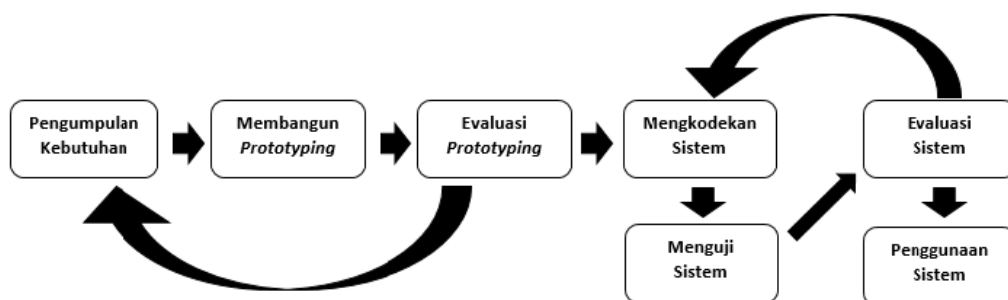 Pengumpulan
Kebutuhan
Membangun
Prototyping
Evaluasi
Prototyping
Mengkodekan
Sistem
Menguji
Sistem
Evaluasi
Sistem
Penggunaan
Sistem